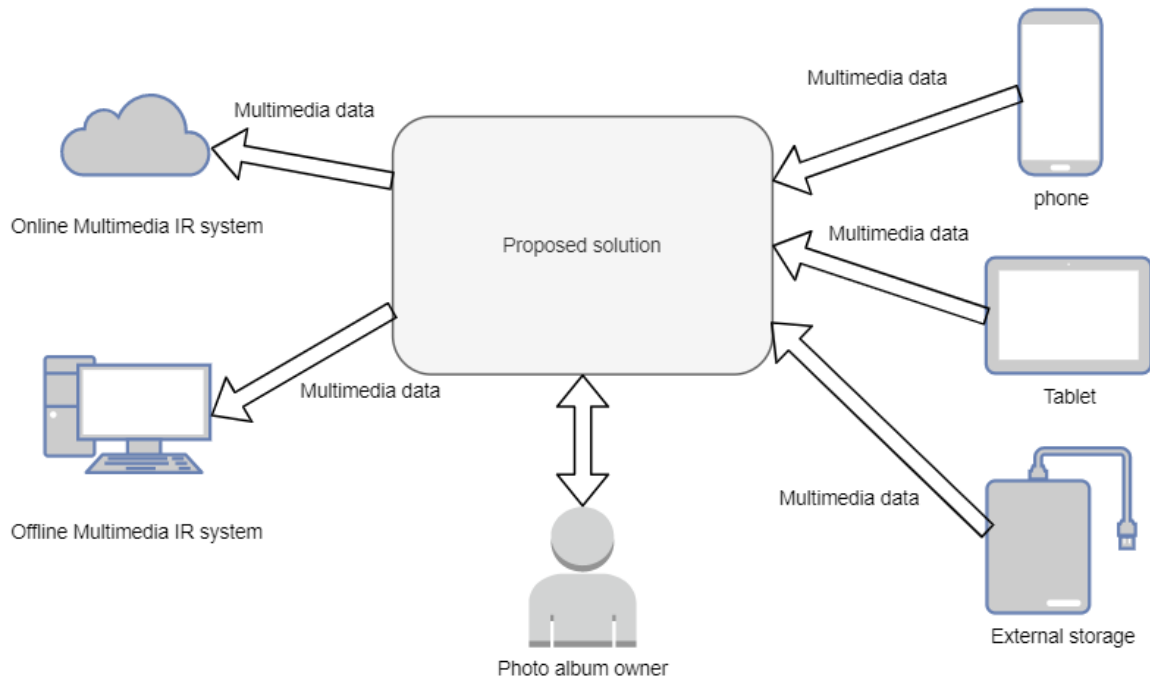 Multimedia data
Multimedia data
phone
Online Multimedia IR system
Proposed solution
Multimedia data
Tablet
Multimedia data
Offline Multimedia IR system
Multimedia data
External storage
Photo album owner